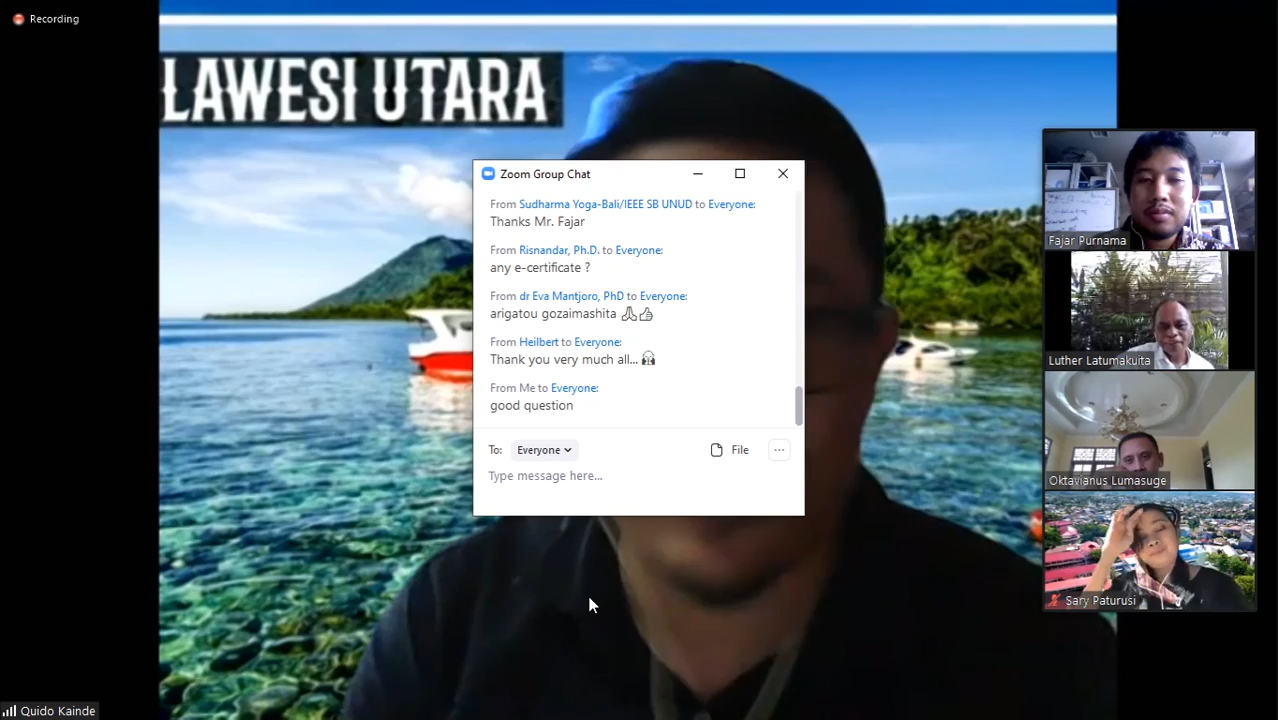 Recording
LAWESI UTARA
Zoom Group Chat
From Sudharma Yoga-Bali/IEEE SB UNUD to Everyone:
Thanks Mr. Fajar
From Risnandar, Ph.D. to Everyone:
any e-certificate ?
From dr Eva Mantjoro, PhD to Everyone:
arigatou gozaimashita 🙏👍
From Heilbert to Everyone:
Thank you very much all...
From Me to Everyone:
good question
To: Everyone
File
...
Type message here...
Fajar Purnama
Luther Latumakulta
Oktavianus Lumasuge
Sary Paturusi
Quido Kainde